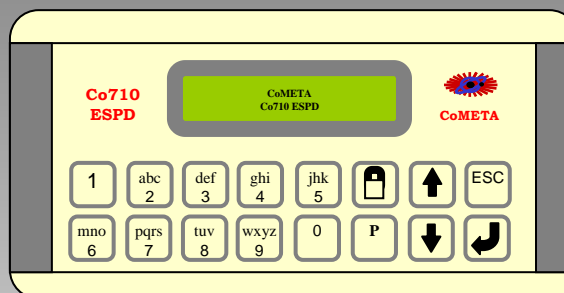 Co710
ESPD
CoMETA
Co710 ESPD
CoMETA
1
abc
2
def
3
ghi
4
jhk
5
ESC
mno
6
pqrs
7
tuv
8
wxyz
9
0
P